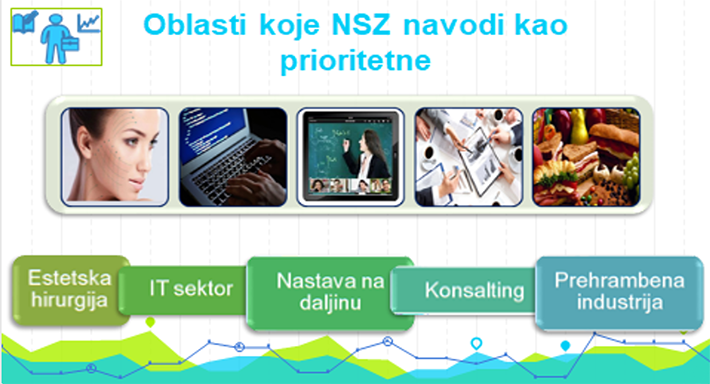 Oblasti koje NSZ navodi kao
prioritetne
Estetska
hirurgija
IT sektor
Nastava na
daljinu
Konsalting
Prehrambena
industrija